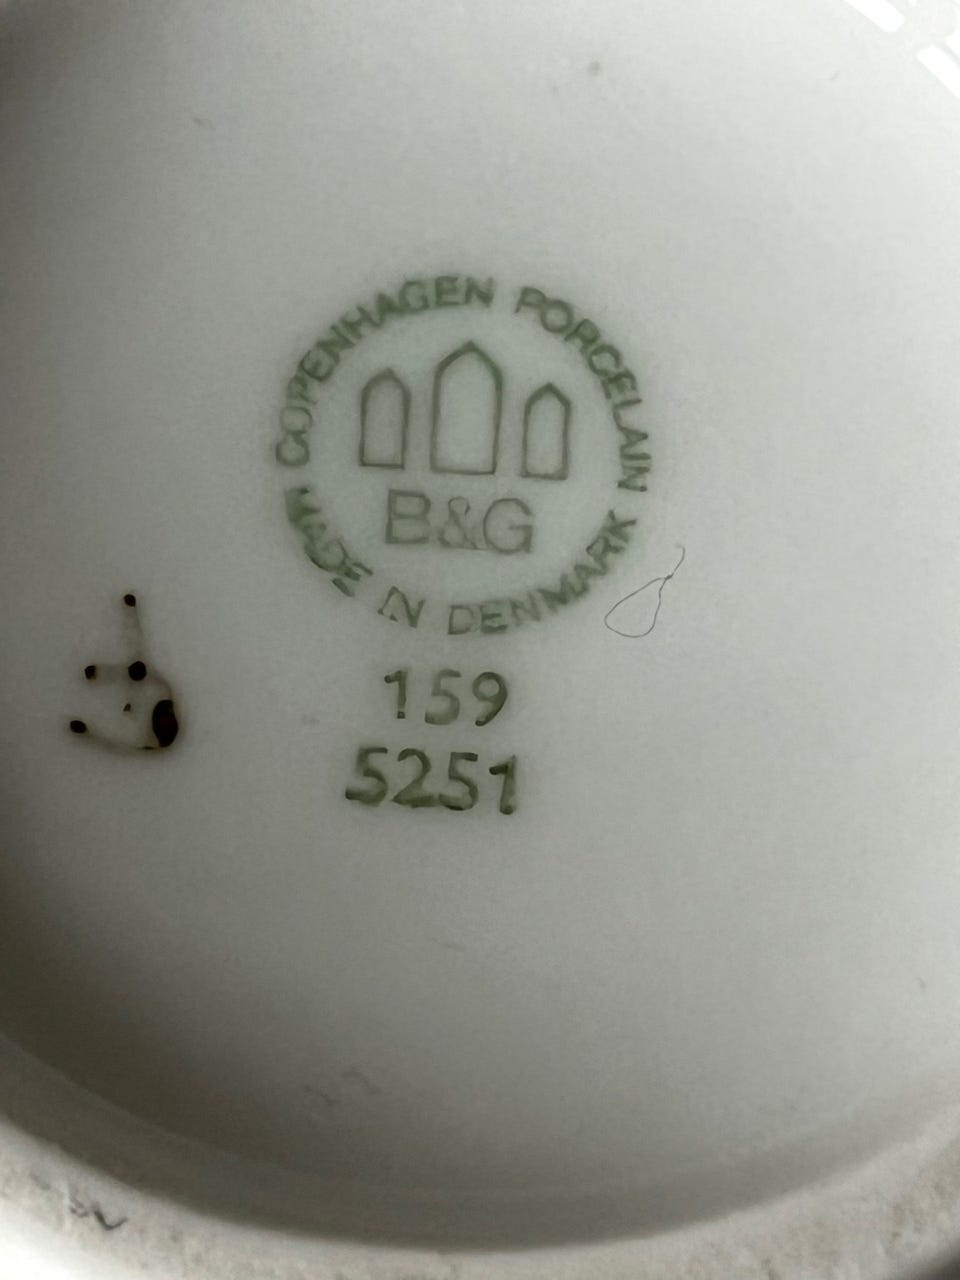 COPENHAGEN PORCELAIN
B&G
MADE IN DENMARK
159
5251